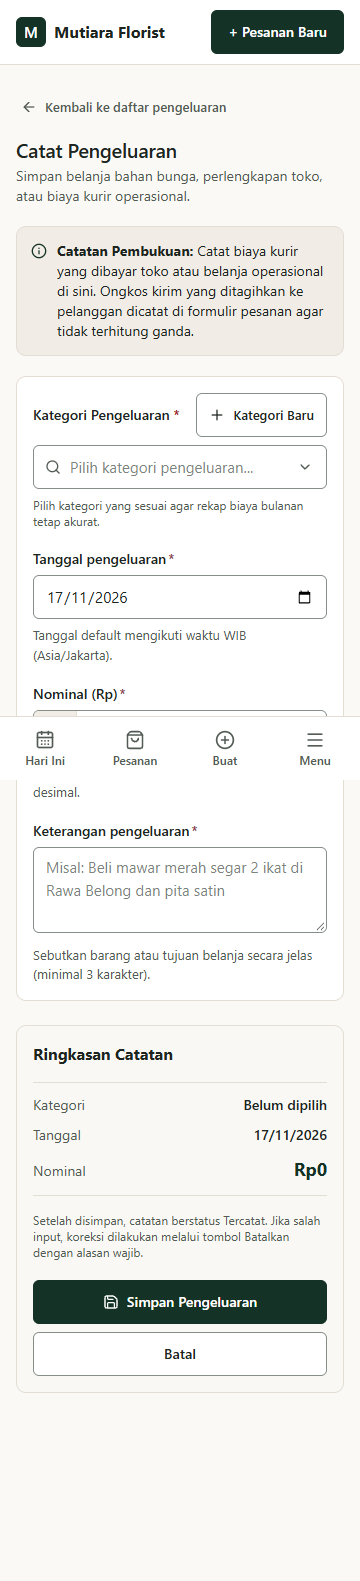 M Mutiara Florist
+ Pesanan Baru
Kembali ke daftar pengeluaran
Catat Pengeluaran
Simpan belanja bahan bunga, perlengkapan toko,
atau biaya kurir operasional.
Catatan Pembukuan: Catat biaya kurir
yang dibayar toko atau belanja operasional
di sini. Ongkos kirim yang ditagihkan ke
pelanggan dicatat di formulir pesanan agar
tidak terhitung ganda.
Kategori Pengeluaran *
Kategori Baru
Pilih kategori pengeluaran...
Pilih kategori yang sesuai agar rekap biaya bulanan
tetap akurat.
Tanggal pengeluaran *
17/11/2026
Tanggal default mengikuti waktu WIB
(Asia/Jakarta).
Nominal (Rp) *
Hari Ini
Pesanan
Buat
Menu
desimal.
Keterangan pengeluaran *
Misal: Beli mawar merah segar 2 ikat di
Rawa Belong dan pita satin
Sebutkan barang atau tujuan belanja secara jelas
(minimal 3 karakter).
Ringkasan Catatan
Kategori Belum dipilih
Tanggal 17/11/2026
Nominal Rp0
Setelah disimpan, catatan berstatus Tercatat. Jika salah
input, koreksi dilakukan melalui tombol Batalkan
dengan alasan wajib.
Simpan Pengeluaran
Batal